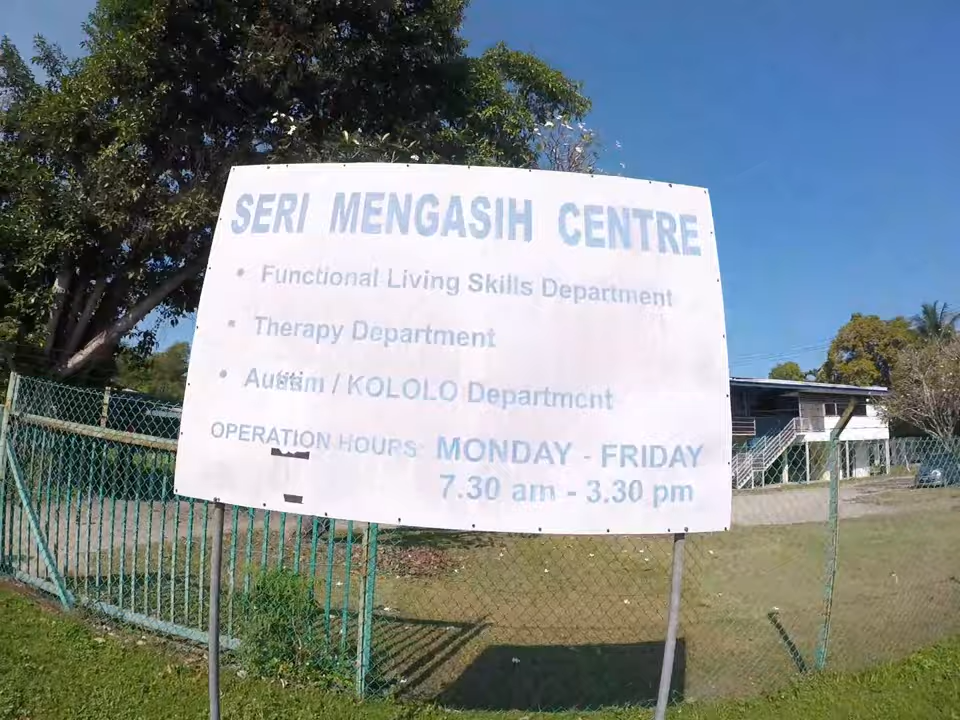 SERI MENGASIH CENTRE
• Functional Living Skills Department
• Therapy Department
• Autitim / KOLOLO Department
OPERATION HOURS: MONDAY - FRIDAY
7.30 am - 3.30 pm